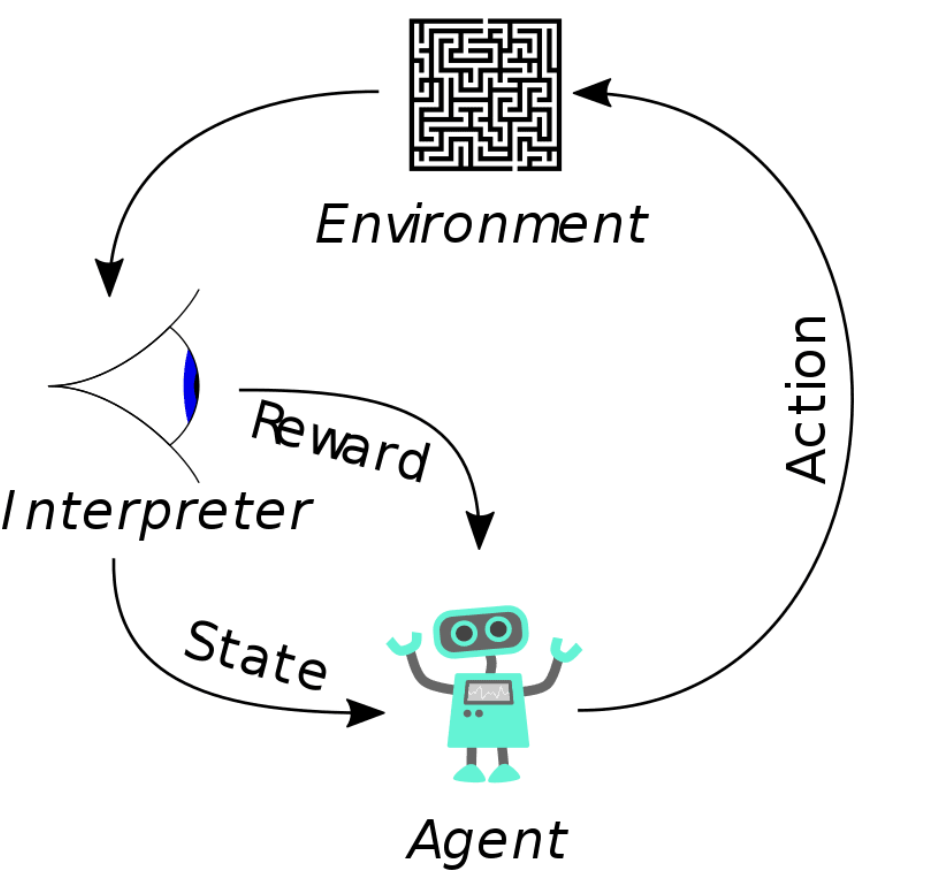 Environment
Action
Reward
Interpreter
State
Agent